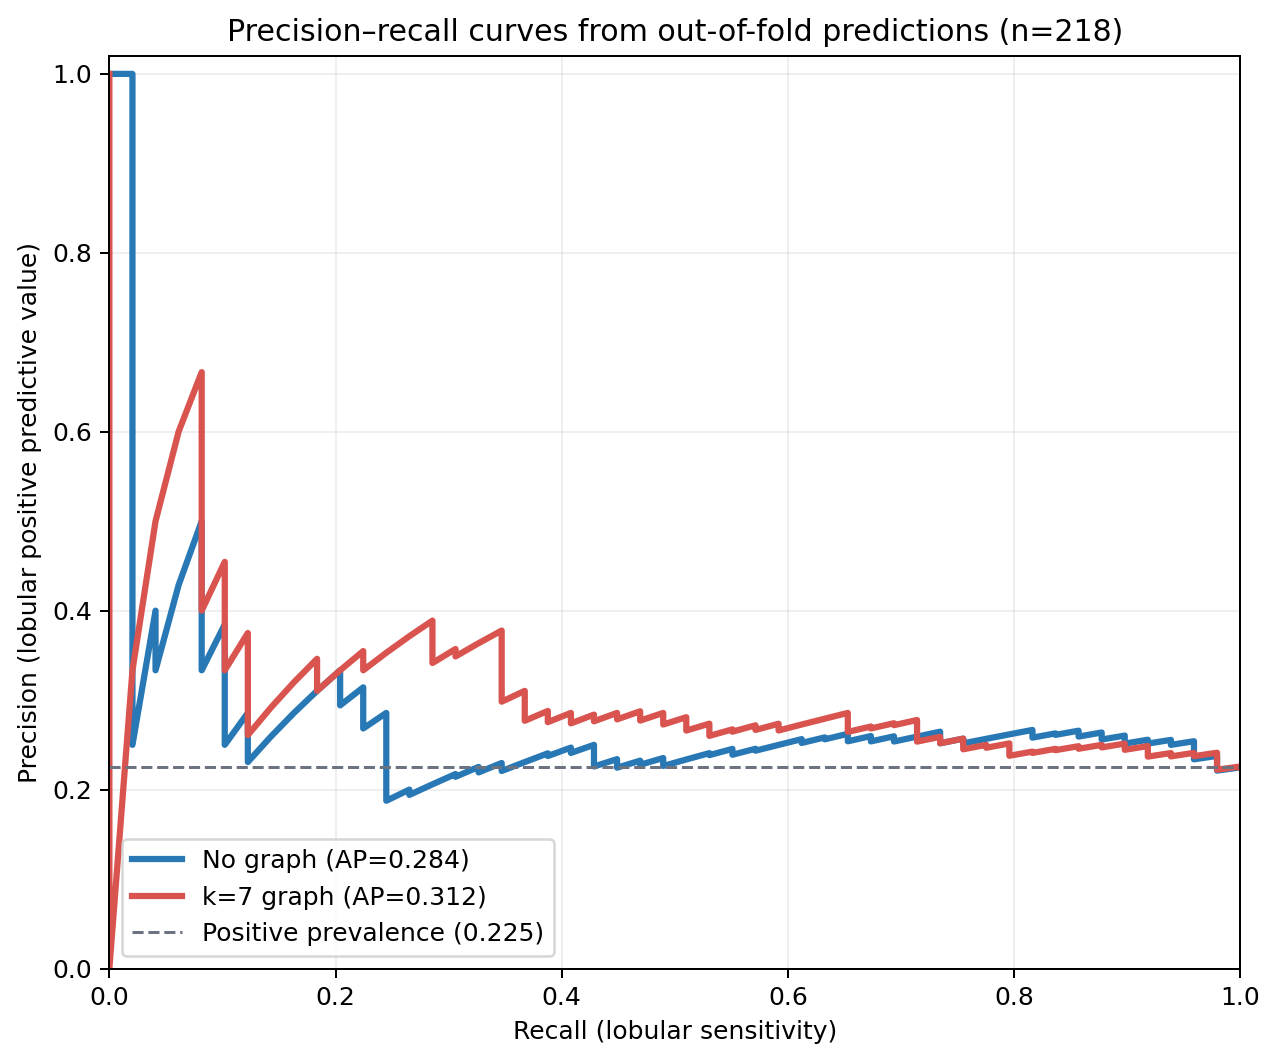 Precision–recall curves from out-of-fold predictions (n=218)
Precision (lobular positive predictive value)
1.0
0.8
0.6
0.4
0.2
0.0
No graph (AP=0.284)
k=7 graph (AP=0.312)
Positive prevalence (0.225)
0.0 0.2 0.4 0.6 0.8 1.0
Recall (lobular sensitivity)